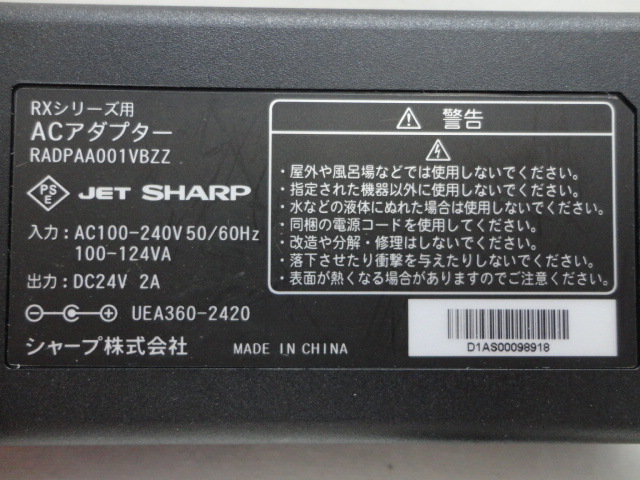 RXシリーズ用
ACアダプター
RADPAA001VBZZ
PS
E
JET SHARP
入力：AC100-240V 50/60Hz
100-124VA
出力：DC24V 2A
UEA360-2420
シャープ株式会社
MADE IN CHINA
警告
・屋外や風呂場などでは使用しないでください。
・指定された機器以外に使用しないでください。
・水などの液体にぬれた場合は使用しないでください。
・同梱の電源コードを使用してください。
・改造や分解・修理はしないでください。
・落下させたり衝撃を与えたりしないでください。
・表面が熱くなる場合がありますのでご注意ください。
D1AS00098918